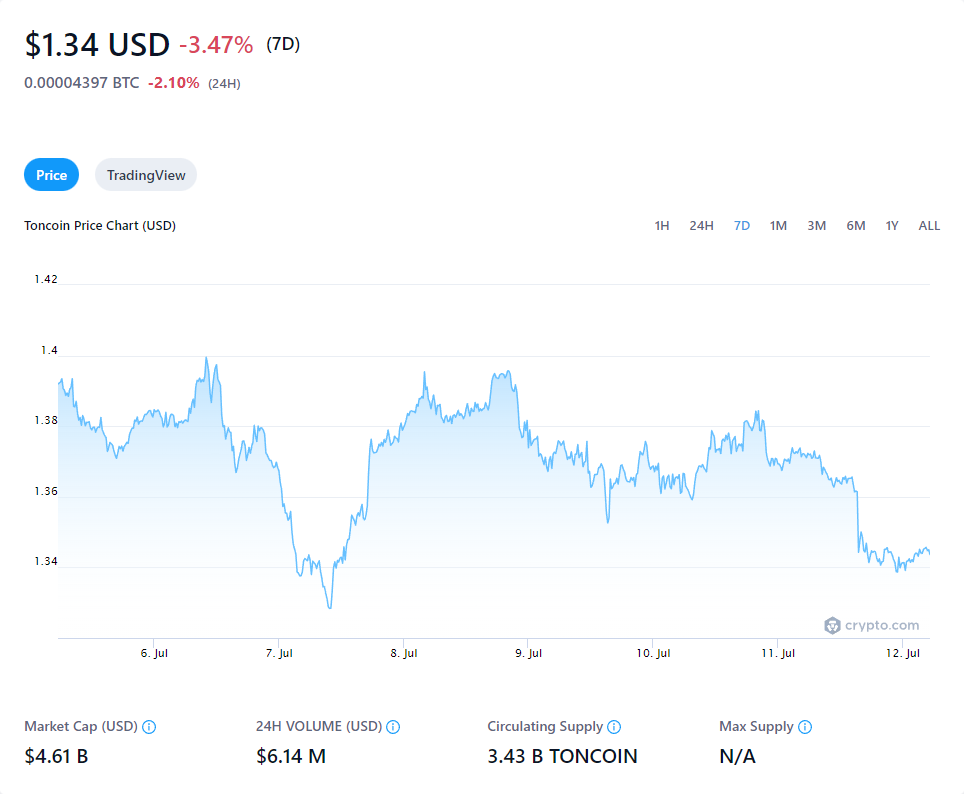 $1.34 USD -3.47% (7D)
0.00004397 BTC -2.10% (24H)
Price TradingView
Toncoin Price Chart (USD) 1H 24H 7D 1M 3M 6M 1Y ALL
1.42
1.4
1.38
1.36
1.34
crypto.com
6. Jul 7. Jul 8. Jul 9. Jul 10. Jul 11. Jul 12. Jul
Market Cap (USD) 24H VOLUME (USD) Circulating Supply Max Supply
$4.61 B $6.14 M 3.43 B TONCOIN N/A